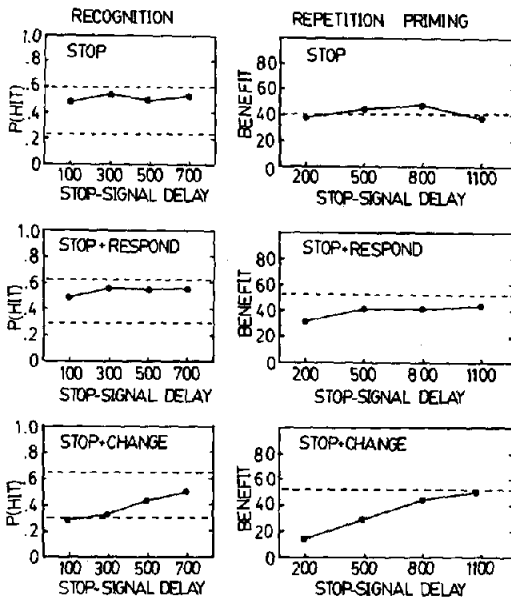 RECOGNITION
REPETITION PRIMING
1.0
.8
.6
.4
.2
0
P(HIT)
STOP
100 300 500 700
STOP-SIGNAL DELAY
80
60
40
20
0
BENEFIT
STOP
200 500 800 1100
STOP-SIGNAL DELAY
1.0
.8
.6
.4
.2
0
P(HIT)
STOP+RESPOND
100 300 500 700
STOP-SIGNAL DELAY
80
60
40
20
0
BENEFIT
STOP+RESPOND
200 500 800 1100
STOP-SIGNAL DELAY
1.0
.8
.6
.4
.2
0
P(HIT)
STOP+CHANGE
100 300 500 700
STOP-SIGNAL DELAY
80
60
40
20
0
BENEFIT
STOP+CHANGE
200 500 800 1100
STOP-SIGNAL DELAY